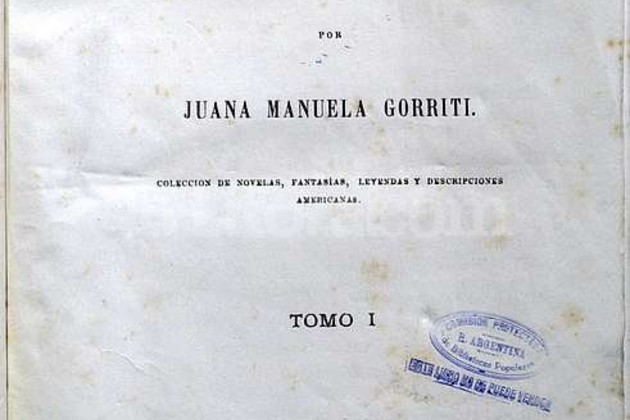 POR
JUANA MANUELA GORRITI.
COLECCION DE NOVELAS, FANTASÍAS, LEYENDAS Y DESCRIPCIONES
AMERICANAS.
TOMO I
COMISIÓN PROTECTORA
R. ARGENTINA
de Bibliotecas Populares
ESTE LIBRO NO SE PUEDE VENDER